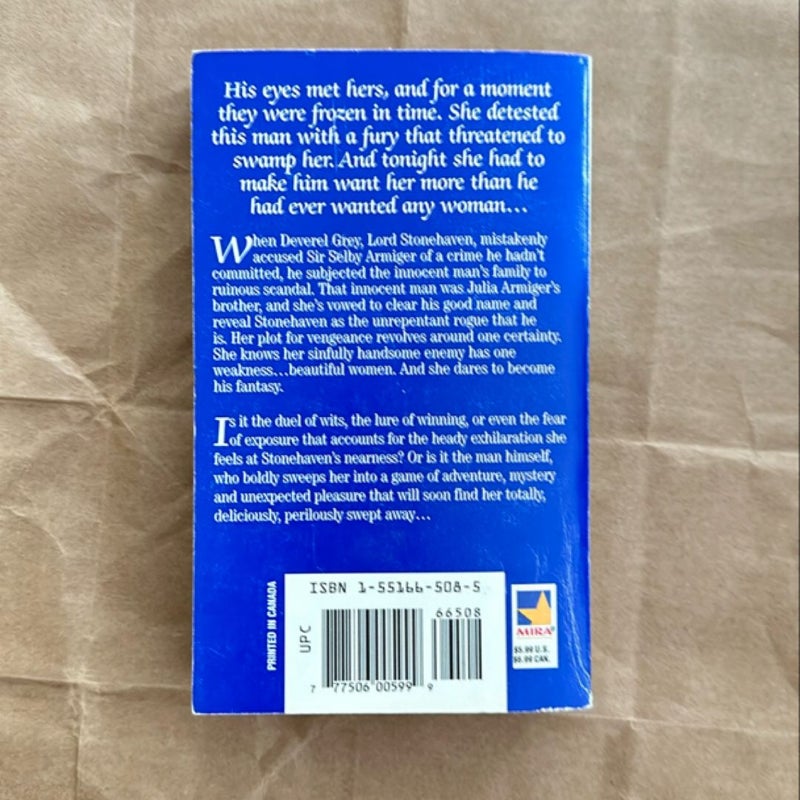 His eyes met hers, and for a moment
they were frozen in time. She detested
this man with a fury that threatened to
swamp her. And tonight she had to
make him want her more than he
had ever wanted any woman...
When Deverel Grey, Lord Stonehaven, mistakenly
accused Sir Selby Armiger of a crime he hadn't
committed, he subjected the innocent man's family to
ruinous scandal. That innocent man was Julia Armiger's
brother, and she's vowed to clear his good name and
reveal Stonehaven as the unrepentant rogue that he
is. Her plot for vengeance revolves around one certainty.
She knows her sinfully handsome enemy has one
weakness...beautiful women. And she dares to become
his fantasy.
Is it the duel of wits, the lure of winning, or even the fear
of exposure that accounts for the heady exhilaration she
feels at Stonehaven's nearness? Or is it the man himself,
who boldly sweeps her into a game of adventure, mystery
and unexpected pleasure that will soon find her totally,
deliciously, perilously swept away...
PRINTED IN CANADA
ISBN 1-55166-508-5
UPC
66508
7 77506 00599 9
MIRA®
$5.99 U.S.
CAN.